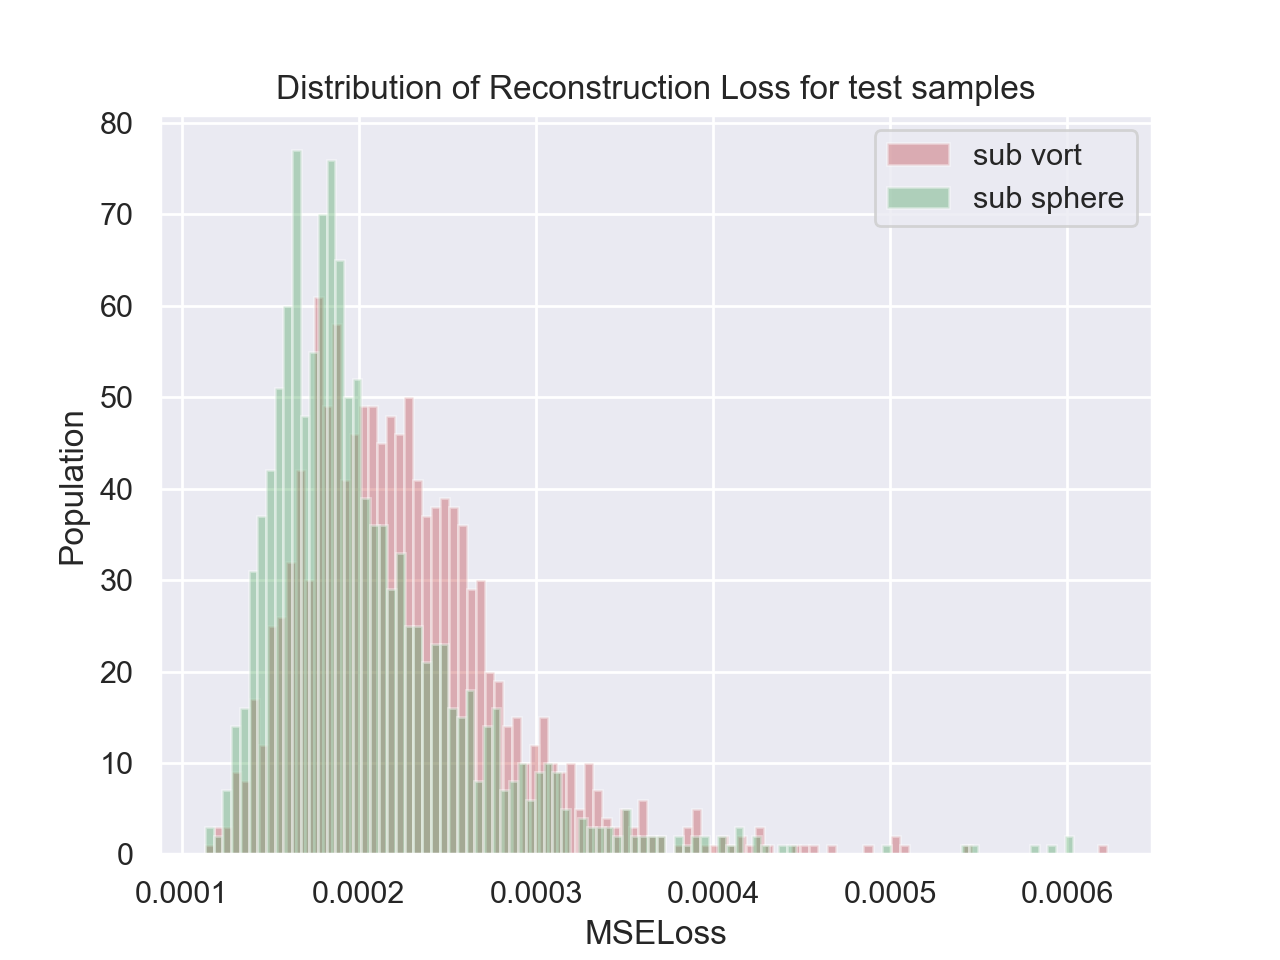 Distribution of Reconstruction Loss for test samples
sub vort
sub sphere
80
70
60
50
40
30
20
10
0
Population
0.0001 0.0002 0.0003 0.0004 0.0005 0.0006
MSELoss